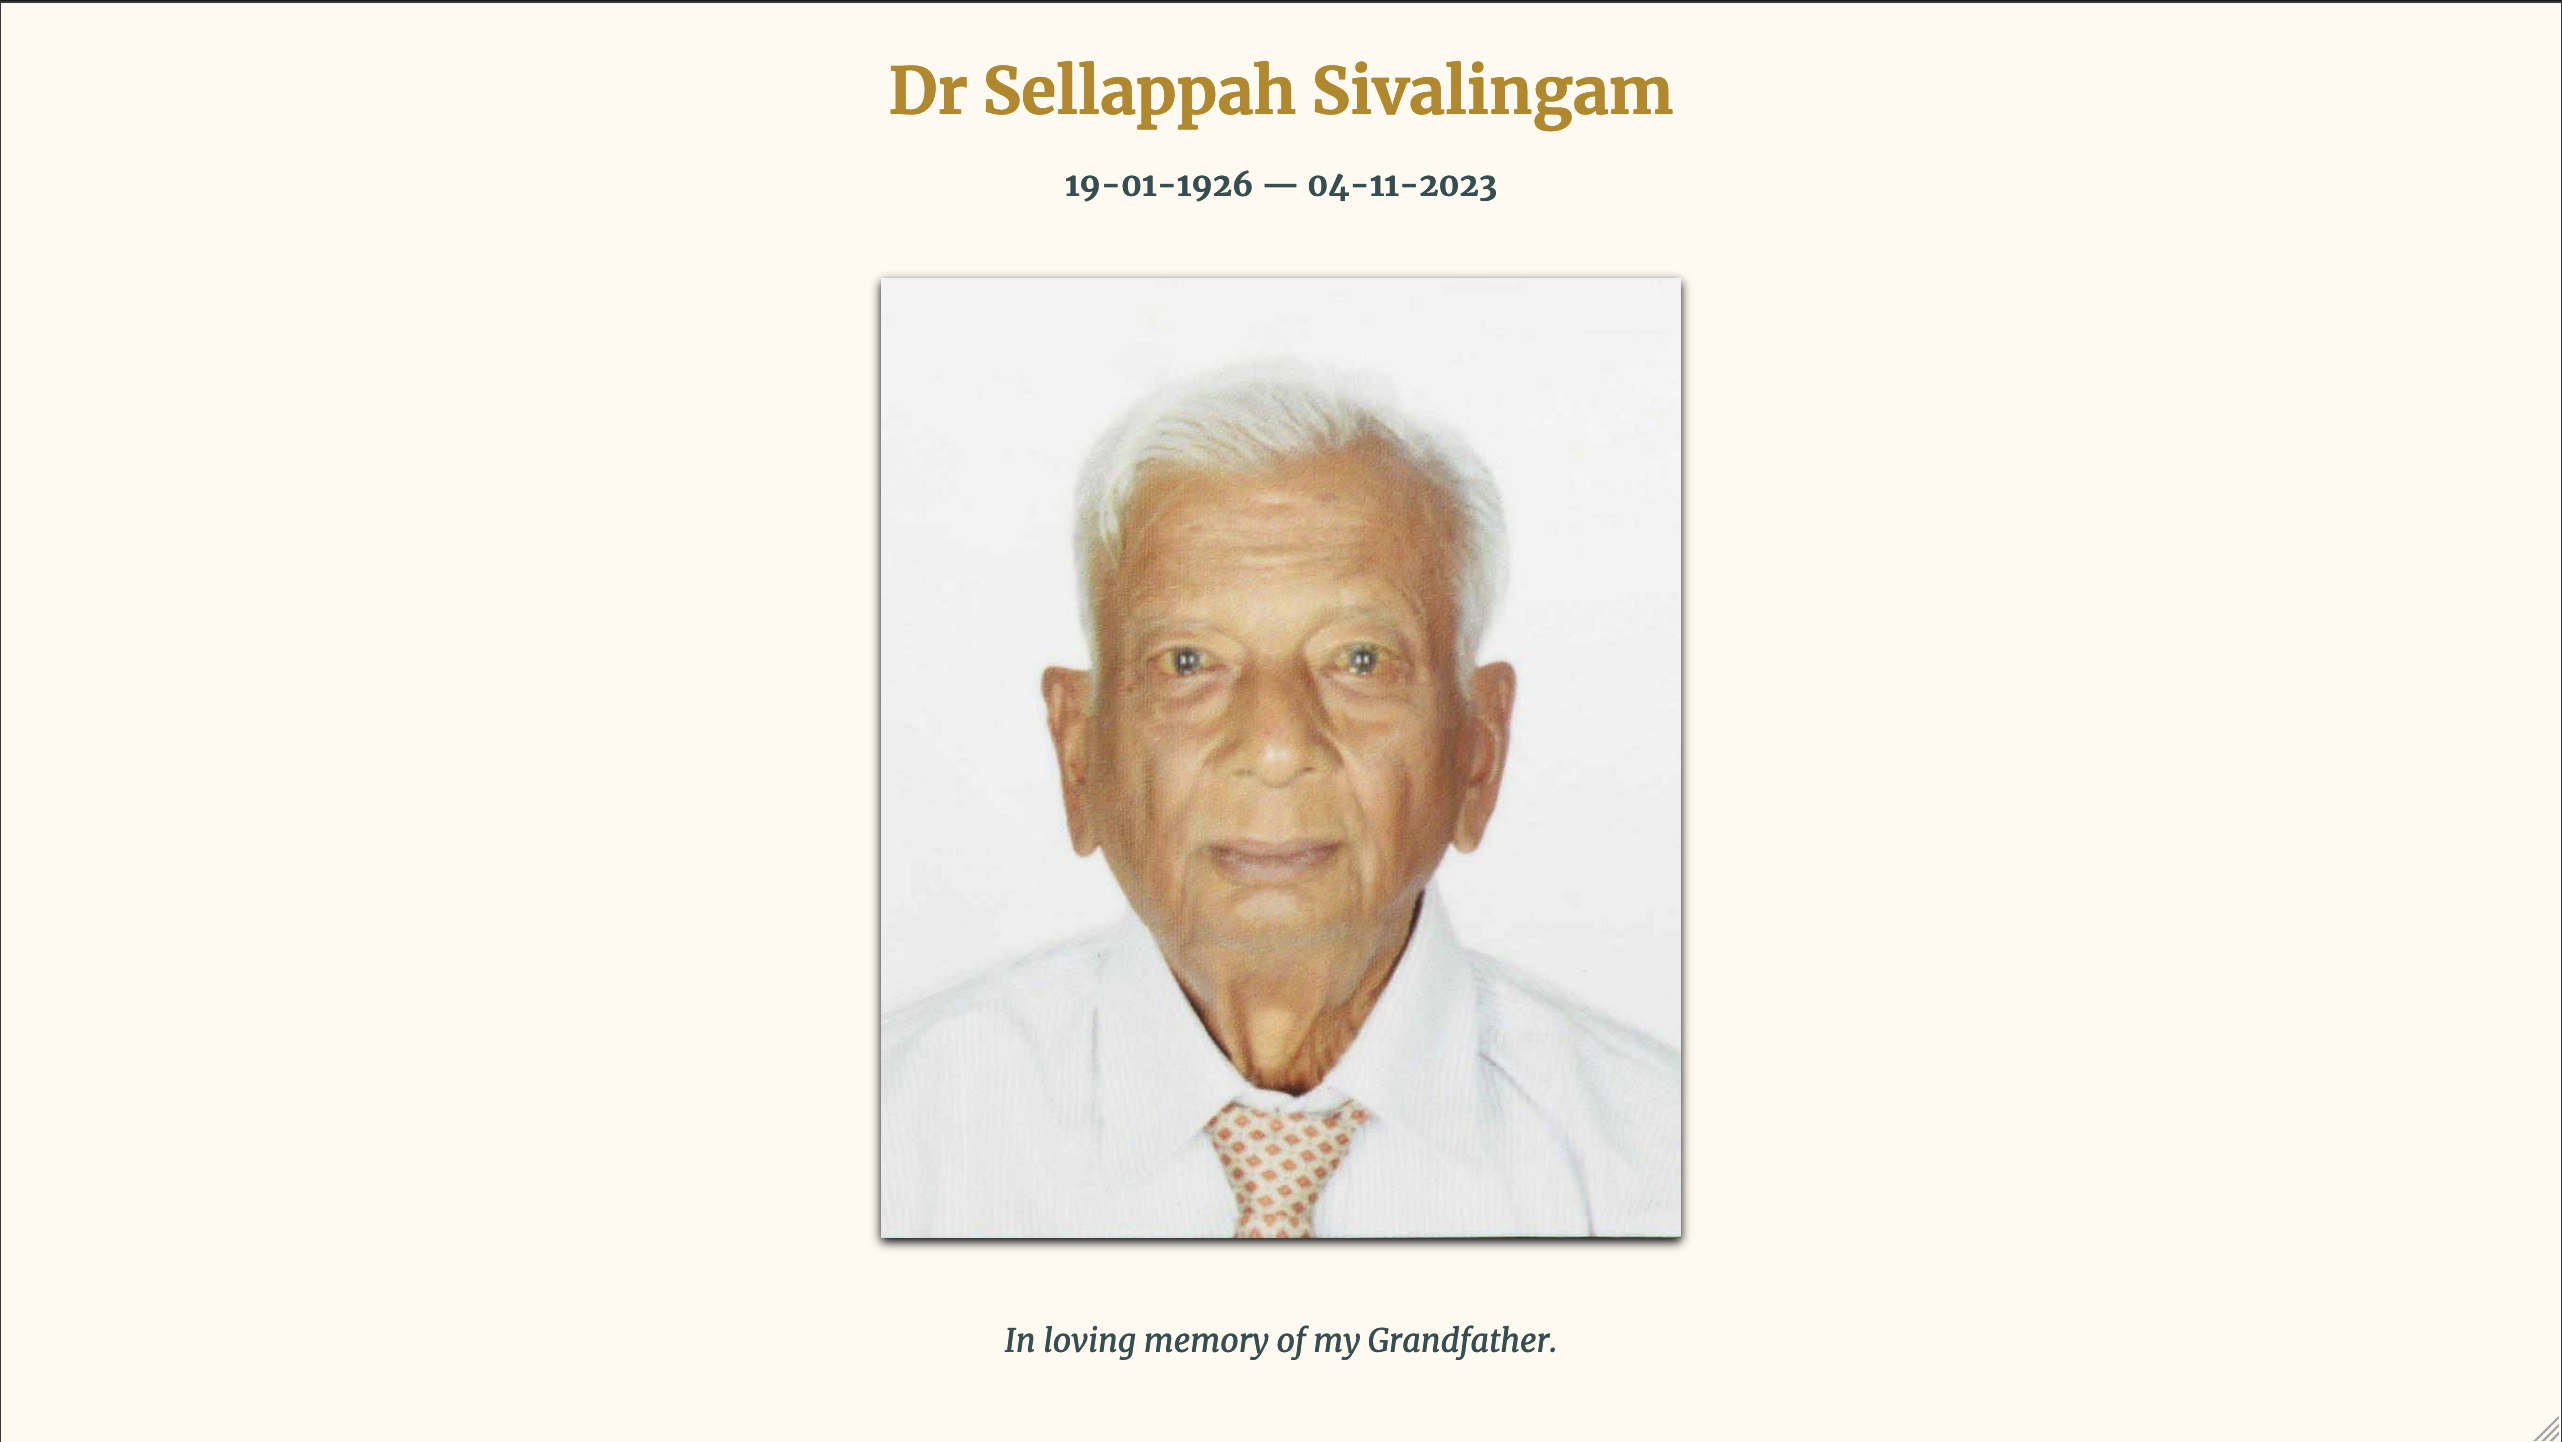 Dr Sellappah Sivalingam
19-01-1926 — 04-11-2023
In loving memory of my Grandfather.